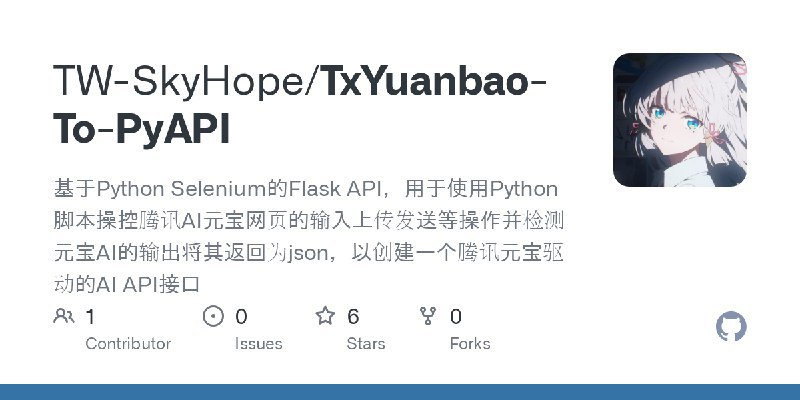 TW-SkyHope/TxYuanbao-
To-PyAPI
基于Python Selenium的Flask API，用于使用Python
脚本操控腾讯AI元宝网页的输入上传发送等操作并检测
元宝AI的输出将其返回为json，以创建一个腾讯元宝驱
动的AI API接口
1 0 6 0
Contributor Issues Stars Forks